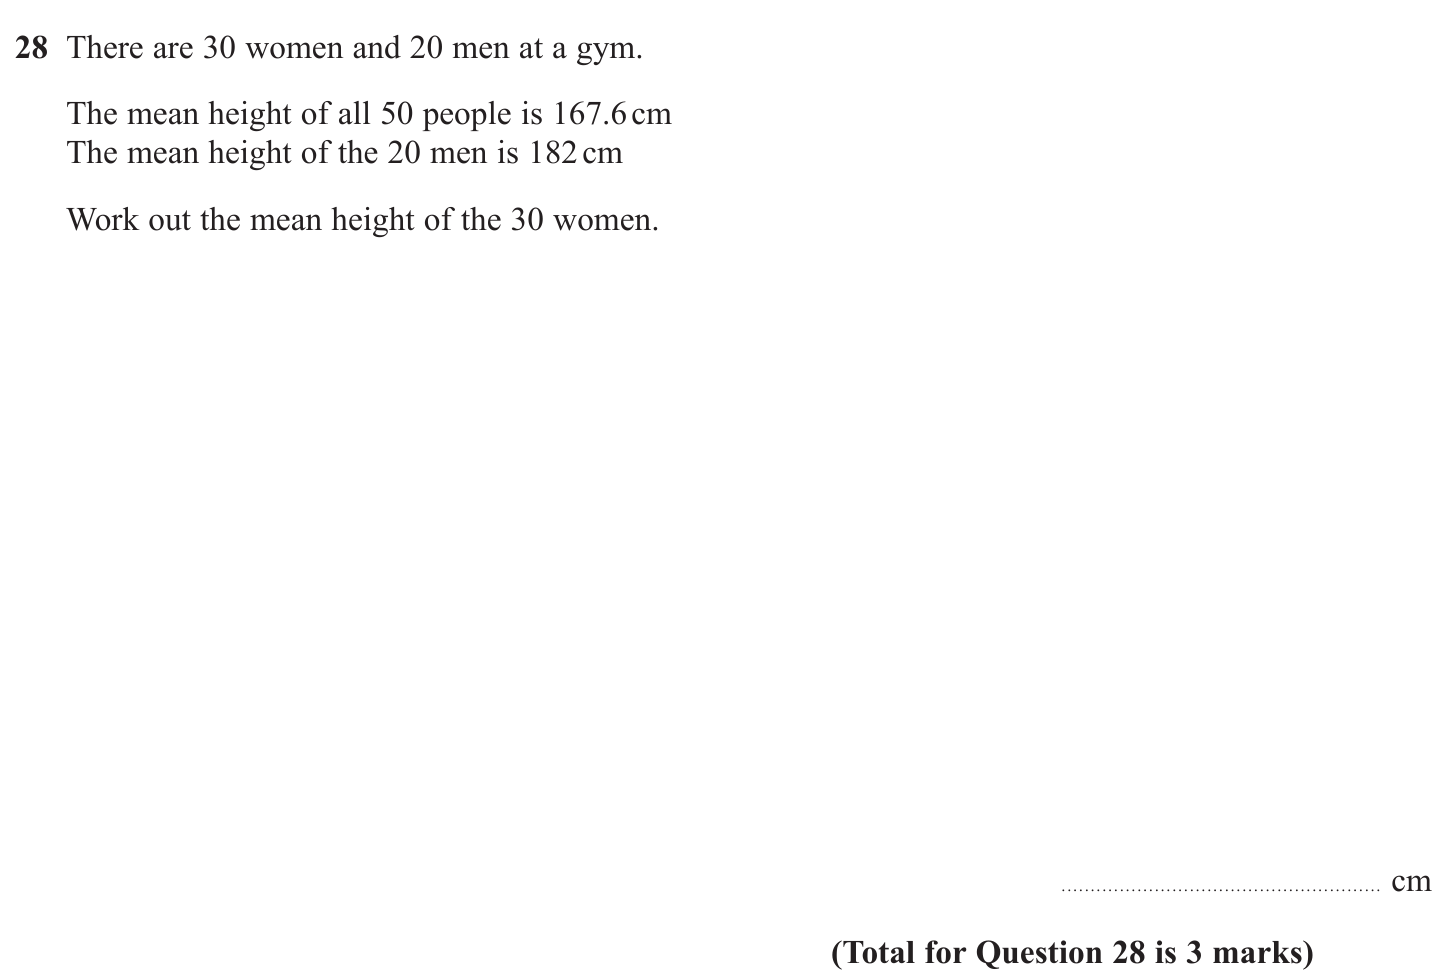 28 There are 30 women and 20 men at a gym.
The mean height of all 50 people is 167.6 cm
The mean height of the 20 men is 182 cm
Work out the mean height of the 30 women.
...................................................... cm
(Total for Question 28 is 3 marks)